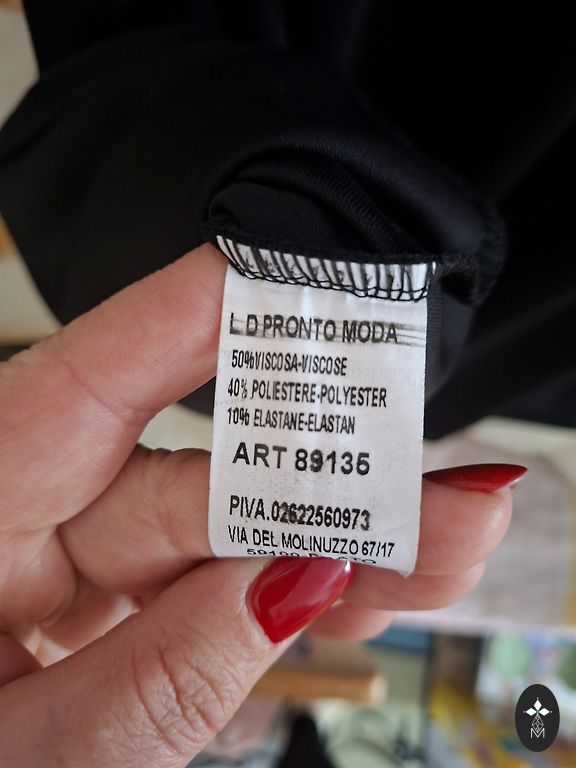 L D PRONTO MODA
50%VISCOSA-VISCOSE
40% POLIESTERE-POLYESTER
10% ELASTANE-ELASTAN
ART 89135
PIVA.02622560973
VIA DEL MOLINUZZO 67/17
M